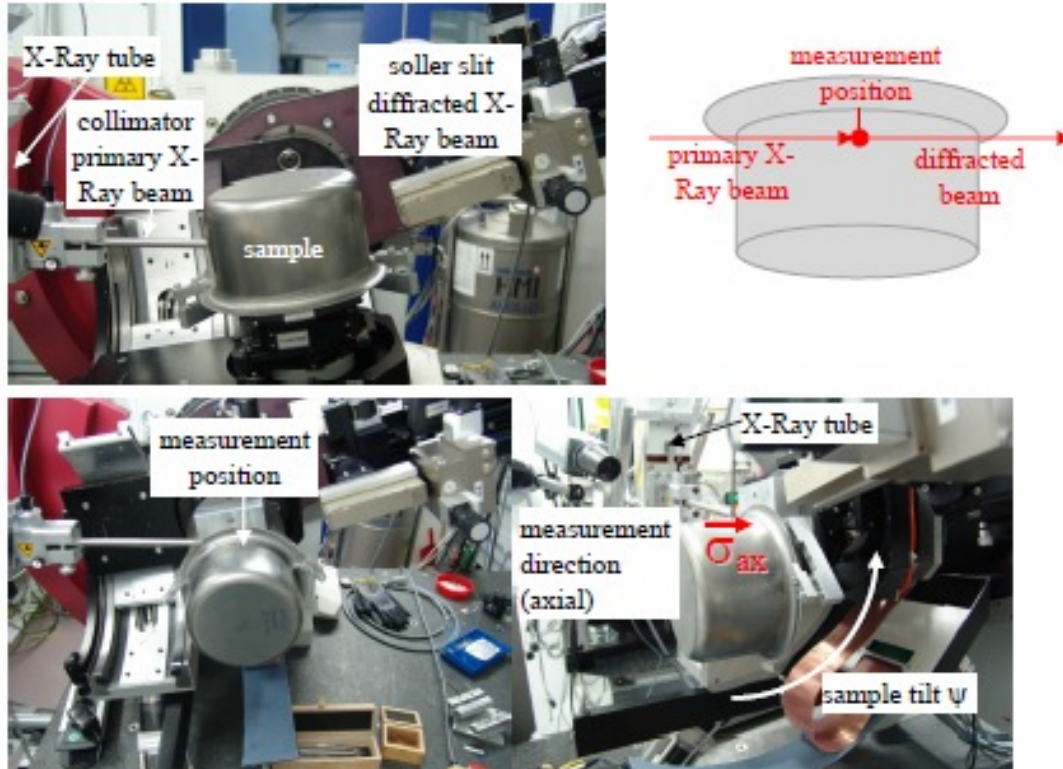 X-Ray tube
collimator
primary X-
Ray beam
soller slit
diffracted X-
Ray beam
sample
HMI
measurement
position
primary X-
Ray beam
diffracted
beam
measurement
position
X-Ray tube
measurement
direction
(axial)
σax
sample tilt ψ